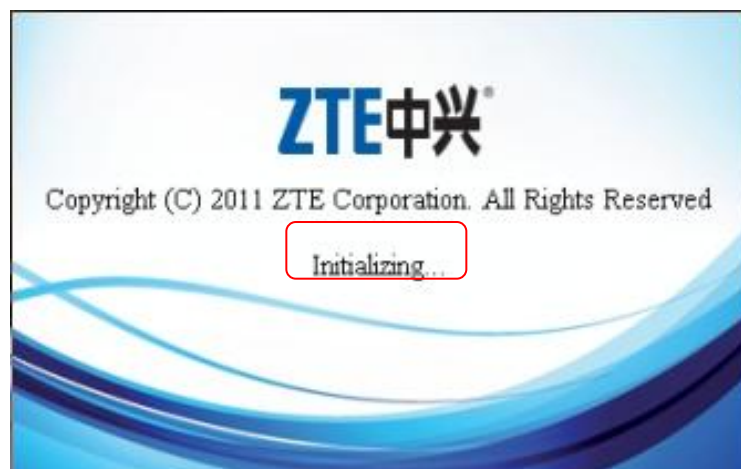 ZTE中兴®
Copyright (C) 2011 ZTE Corporation. All Rights Reserved
Initializing...